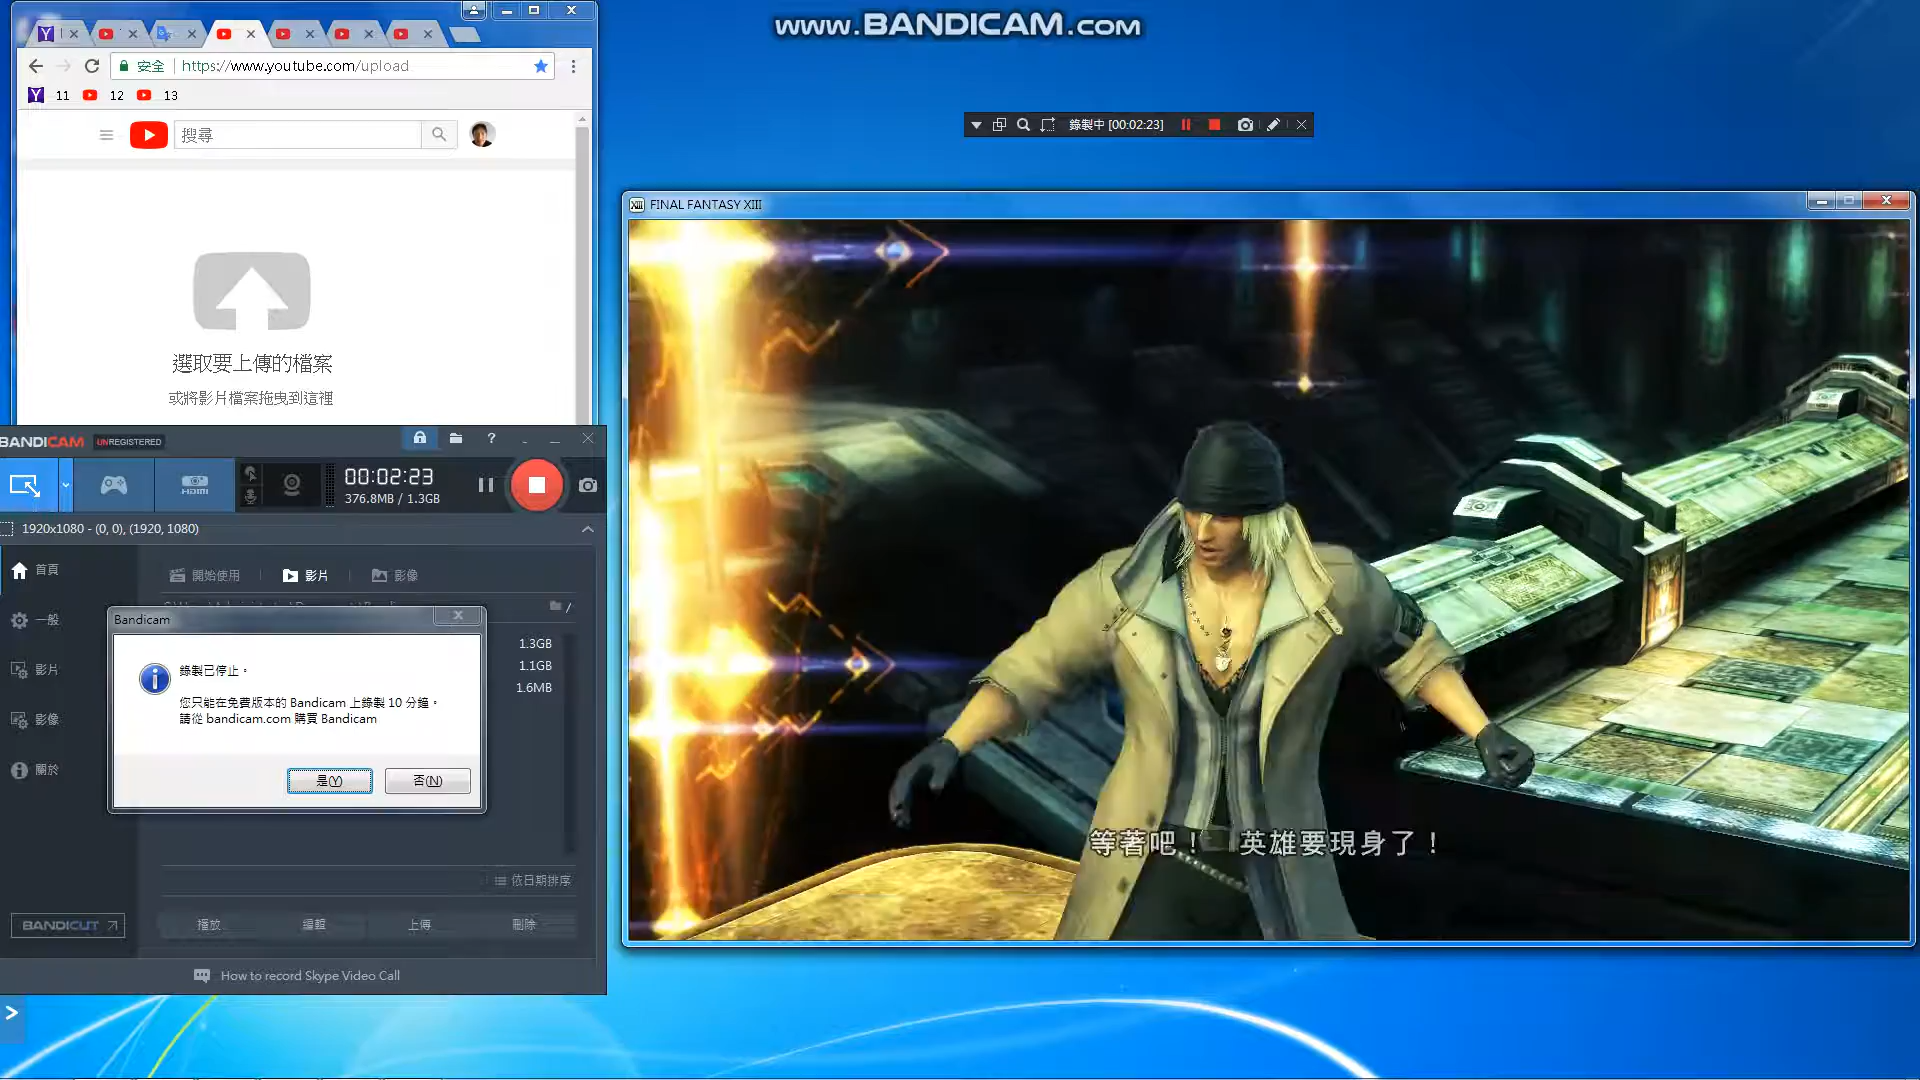 www.BANDICAM.com
安全
https://www.youtube.com/upload
11
12
13
搜尋
選取要上傳的檔案
或將影片檔案拖曳到這裡
錄製中 [00:02:23]
XIII FINAL FANTASY XIII
等著吧！ 英雄要現身了！
BANDICAM UNREGISTERED
HDMI
00:02:23
376.8MB / 1.3GB
1920x1080 - (0, 0), (1920, 1080)
首頁
一般
影片
影像
關於
開始使用
影片
影像
1.3GB
1.1GB
1.6MB
Bandicam
錄製已停止。
您只能在免費版本的 Bandicam 上錄製 10 分鐘。
請從 bandicam.com 購買 Bandicam
是(Y)
否(N)
依日期排序
播放
編輯
上傳
刪除
BANDICUT
How to record Skype Video Call